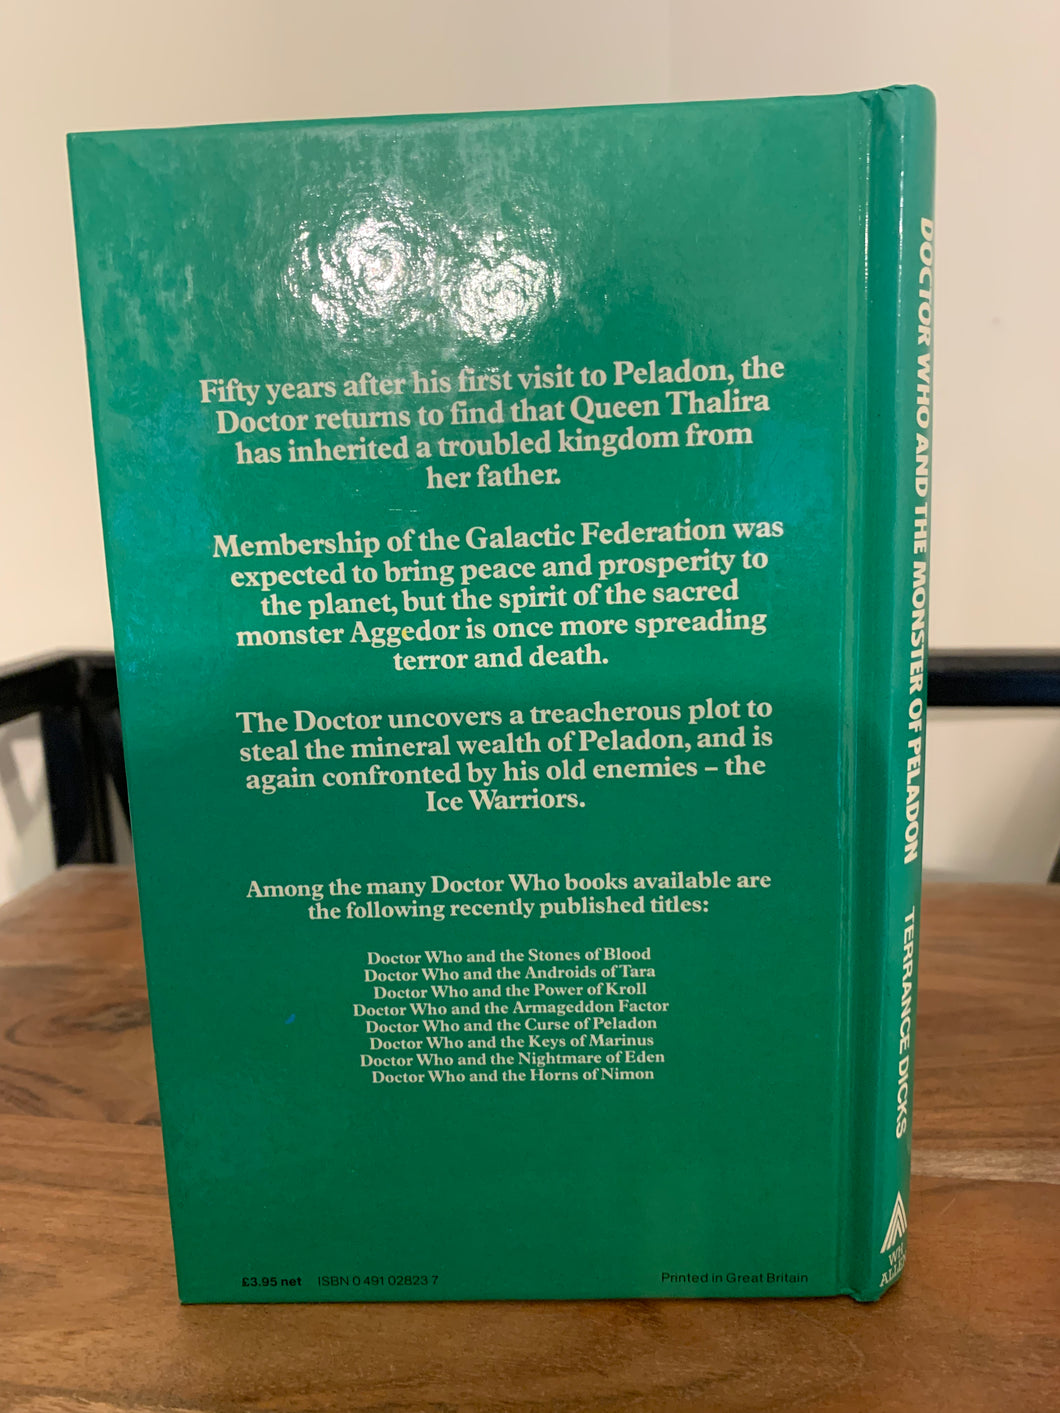 Fifty years after his first visit to Peladon, the
Doctor returns to find that Queen Thalira
has inherited a troubled kingdom from
her father.
Membership of the Galactic Federation was
expected to bring peace and prosperity to
the planet, but the spirit of the sacred
monster Aggedor is once more spreading
terror and death.
The Doctor uncovers a treacherous plot to
steal the mineral wealth of Peladon, and is
again confronted by his old enemies – the
Ice Warriors.
Among the many Doctor Who books available are
the following recently published titles:
Doctor Who and the Stones of Blood
Doctor Who and the Androids of Tara
Doctor Who and the Power of Kroll
Doctor Who and the Armageddon Factor
Doctor Who and the Curse of Peladon
Doctor Who and the Keys of Marinus
Doctor Who and the Nightmare of Eden
Doctor Who and the Horns of Nimon
£3.95 net ISBN 0 491 02823 7
Printed in Great Britain
DOCTOR WHO AND THE MONSTER OF PELADON TERRANCE DICKS
WH
ALLEN